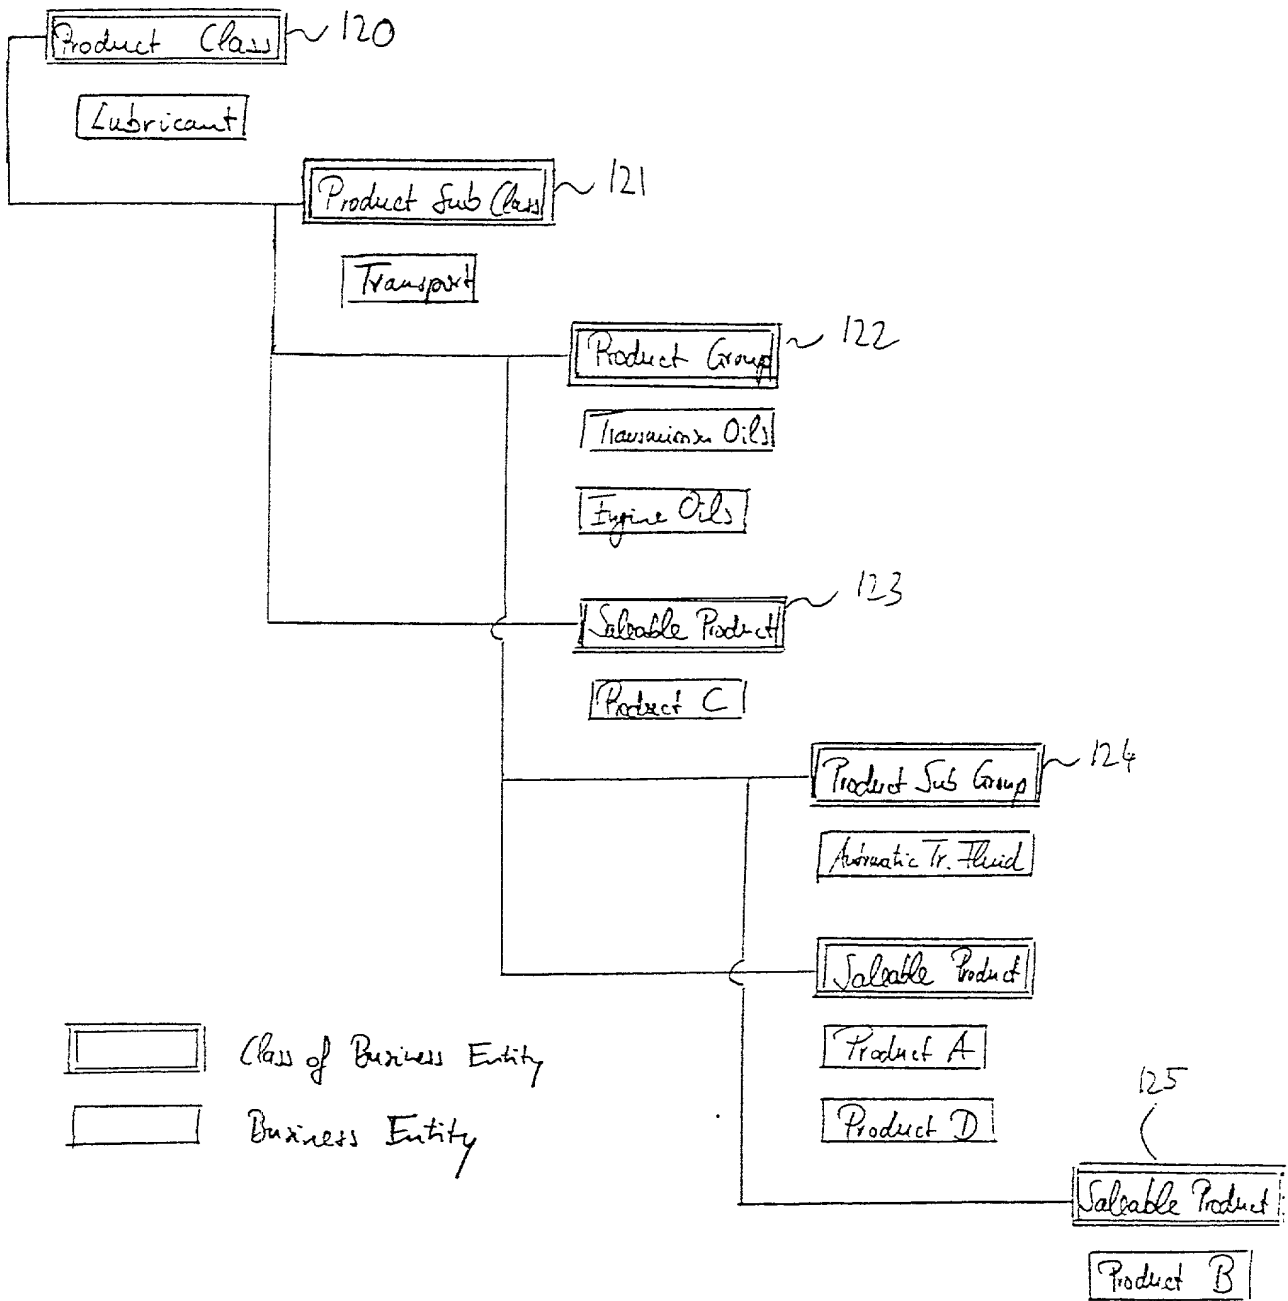 Product Class 120
Lubricant
Product Sub Class 121
Transport
Product Group 122
Transmission Oils
Engine Oils
Saleable Product 123
Product C
Product Sub Group 124
Automatic Tr. Fluid
Saleable Product
Product A
Product D
Class of Business Entity
Business Entity
125
Saleable Product
Product B